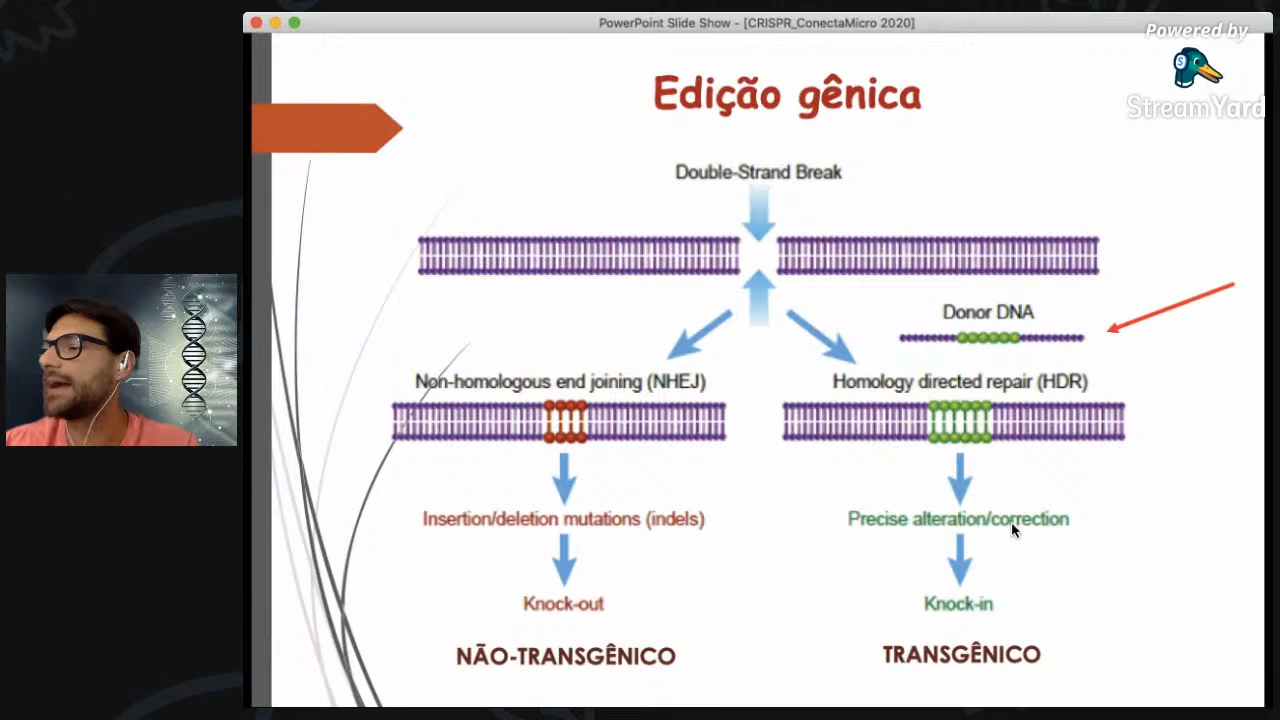 PowerPoint Slide Show - [CRISPR_ConectaMicro 2020]
Powered by
StreamYard
Edição gênica
Double-Strand Break
Donor DNA
Non-homologous end joining (NHEJ)
Homology directed repair (HDR)
Insertion/deletion mutations (indels)
Precise alteration/correction
Knock-out
Knock-in
NÃO-TRANSGÊNICO
TRANSGÊNICO